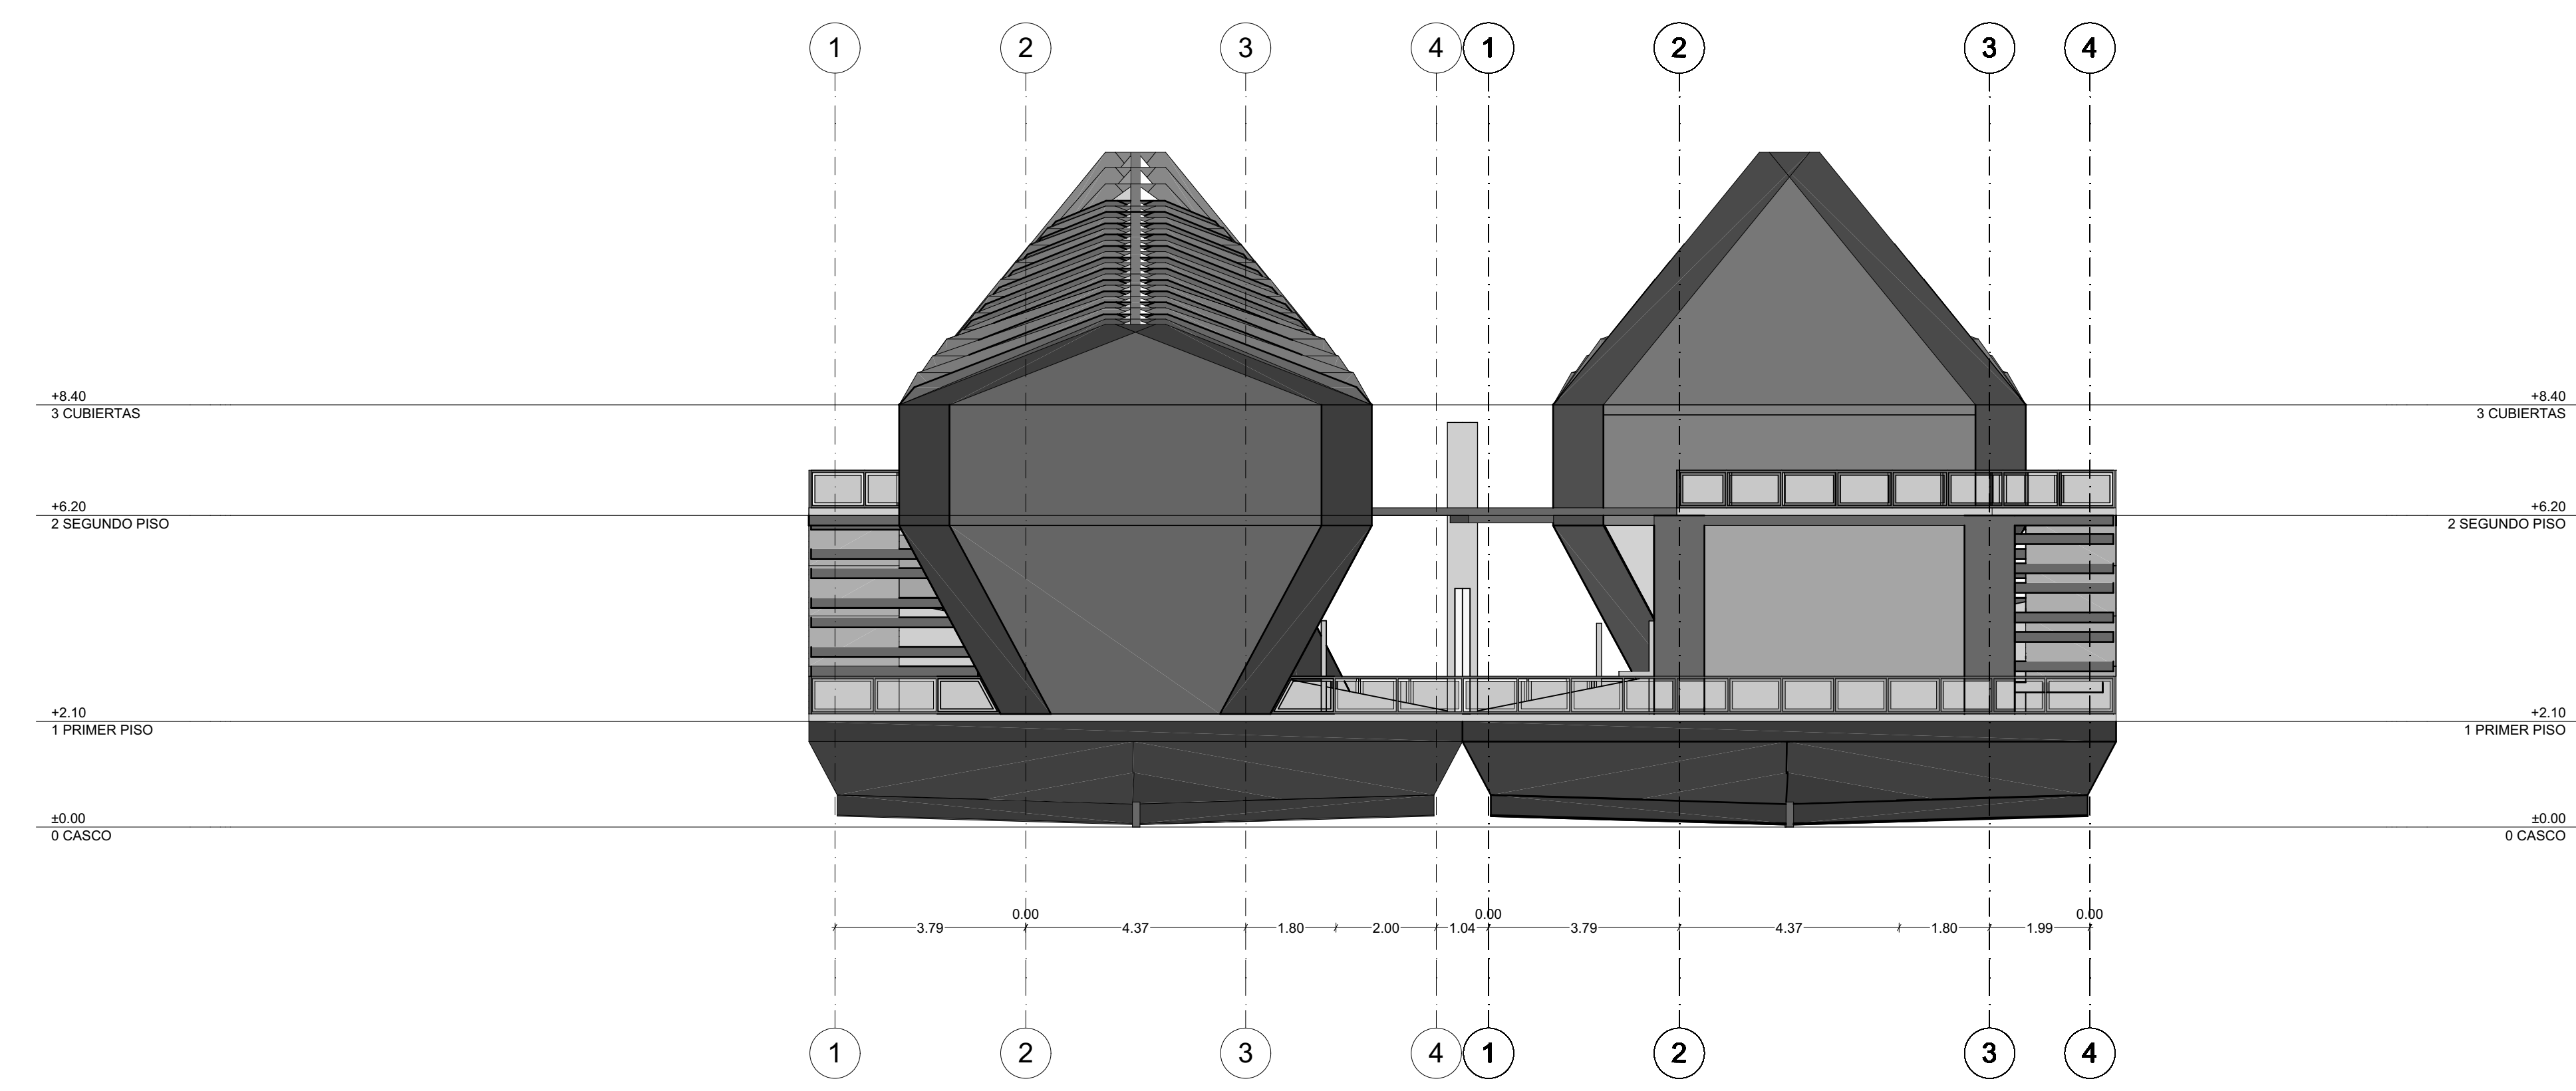 1 2 3 4 1 2 3 4
+8.40 +8.40
3 CUBIERTAS 3 CUBIERTAS
+6.20 +6.20
2 SEGUNDO PISO 2 SEGUNDO PISO
+2.10 +2.10
1 PRIMER PISO 1 PRIMER PISO
±0.00 ±0.00
0 CASCO 0 CASCO
0.00 0.00 0.00
3.79 4.37 1.80 2.00 1.04 3.79 4.37 1.80 1.99
1 2 3 4 1 2 3 4